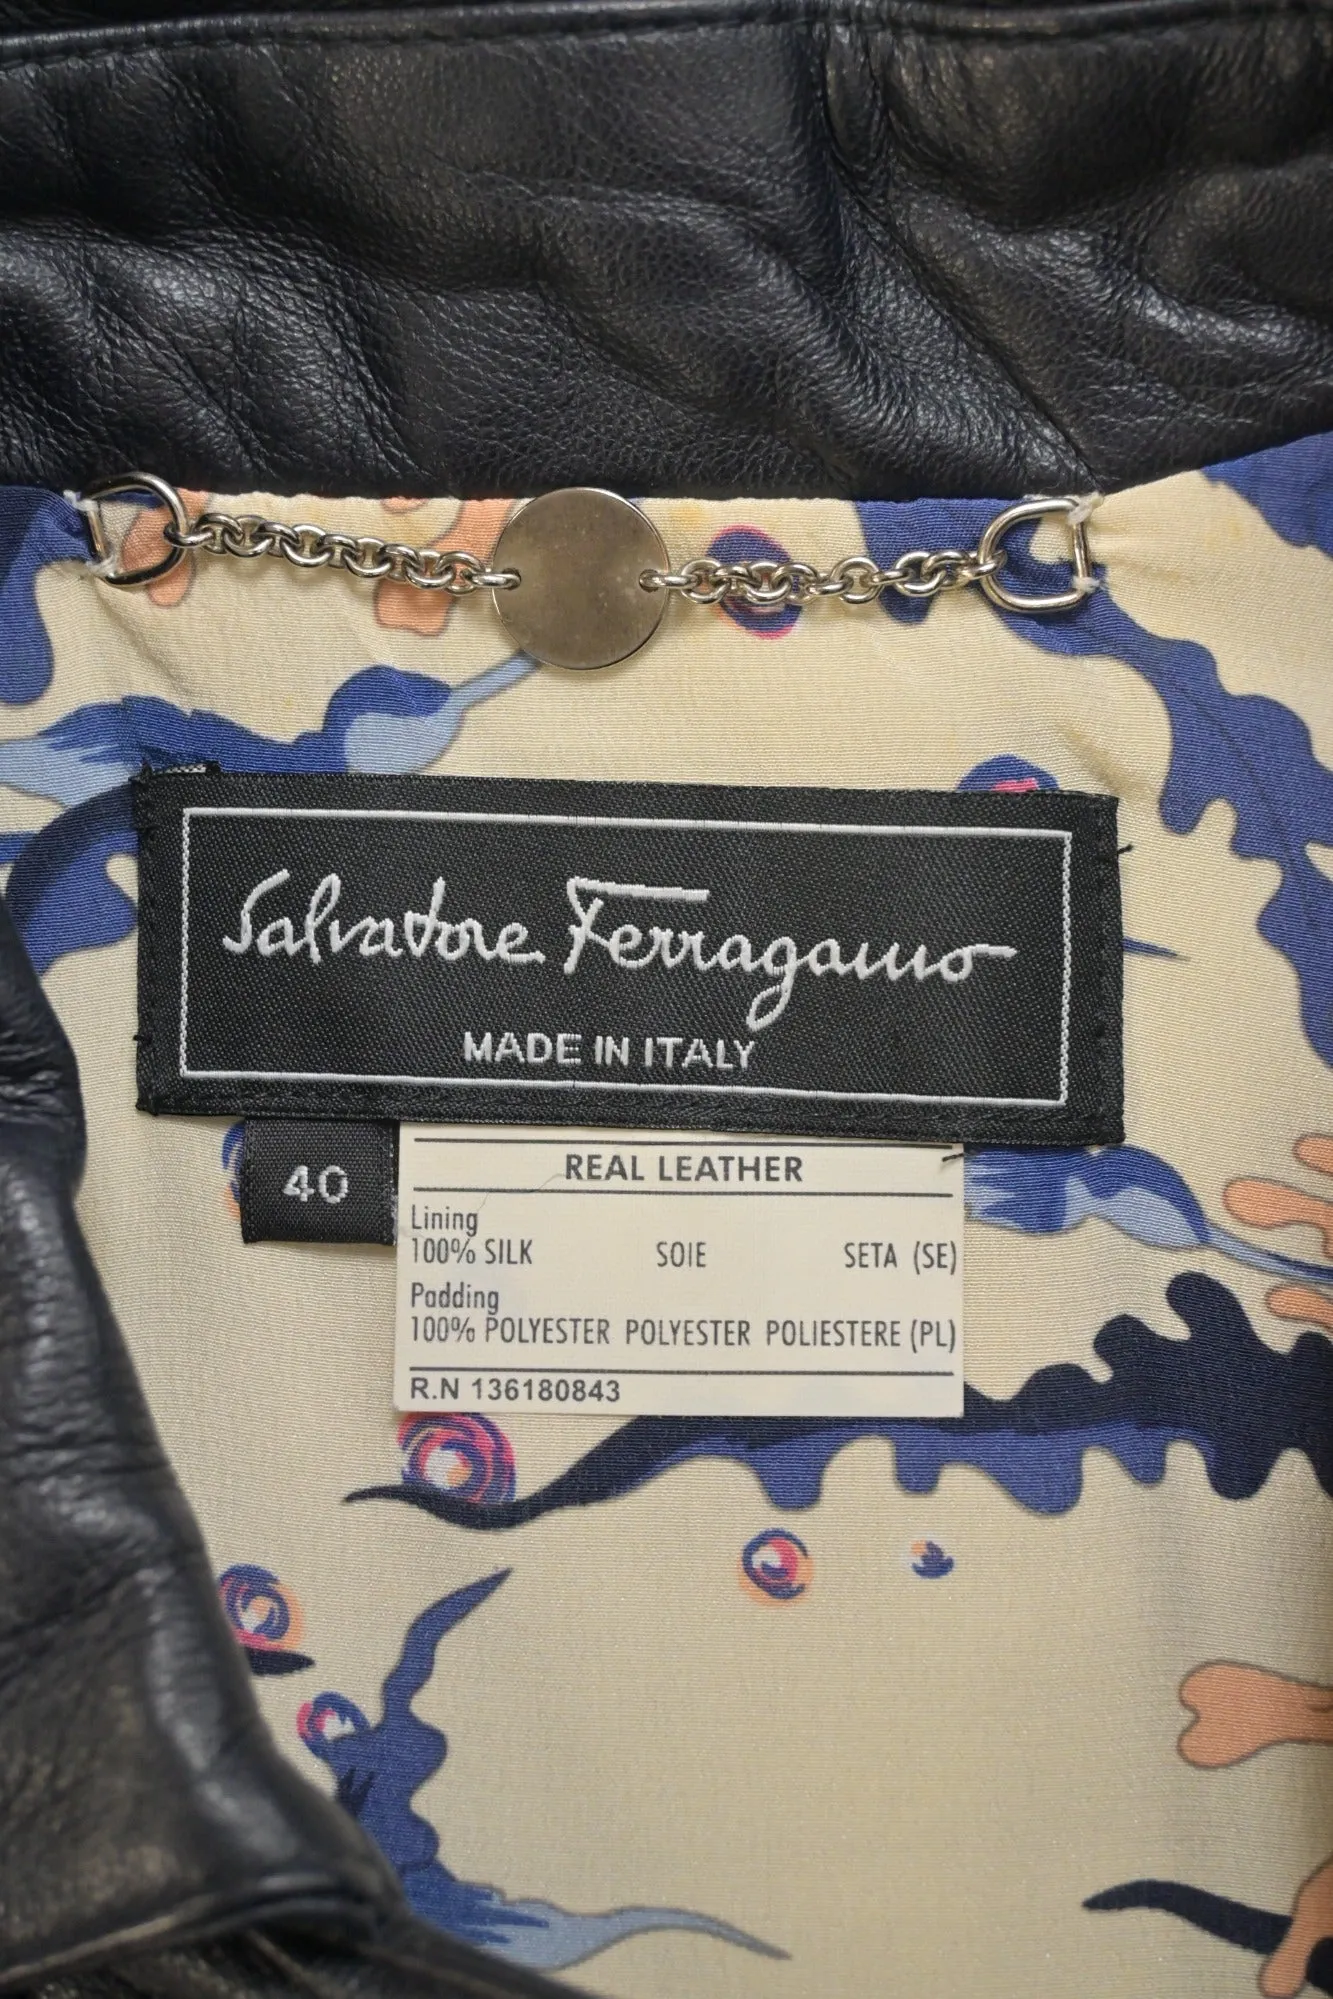 Salvatore Ferragamo
MADE IN ITALY
40
REAL LEATHER
Lining
100% SILK SOIE SETA (SE)
Padding
100% POLYESTER POLYESTER POLIESTERE (PL)
R.N 136180843